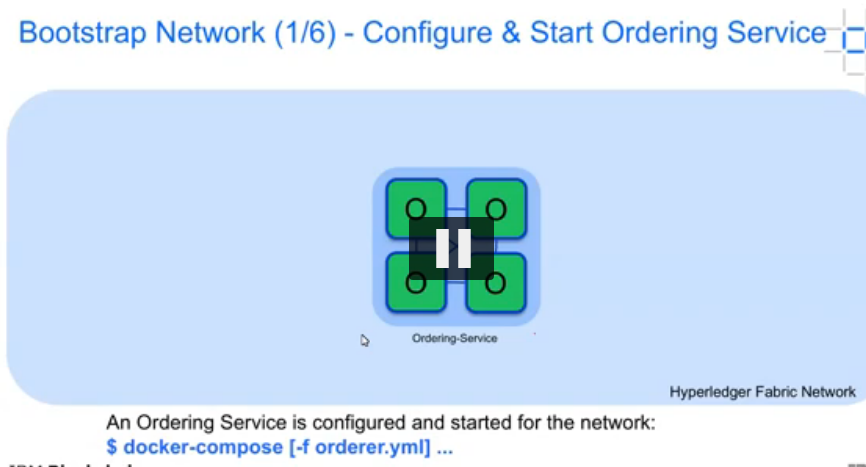 Bootstrap Network (1/6) - Configure & Start Ordering Service
O O
O O
Ordering-Service
Hyperledger Fabric Network
An Ordering Service is configured and started for the network:
$ docker-compose [-f orderer.yml] ...